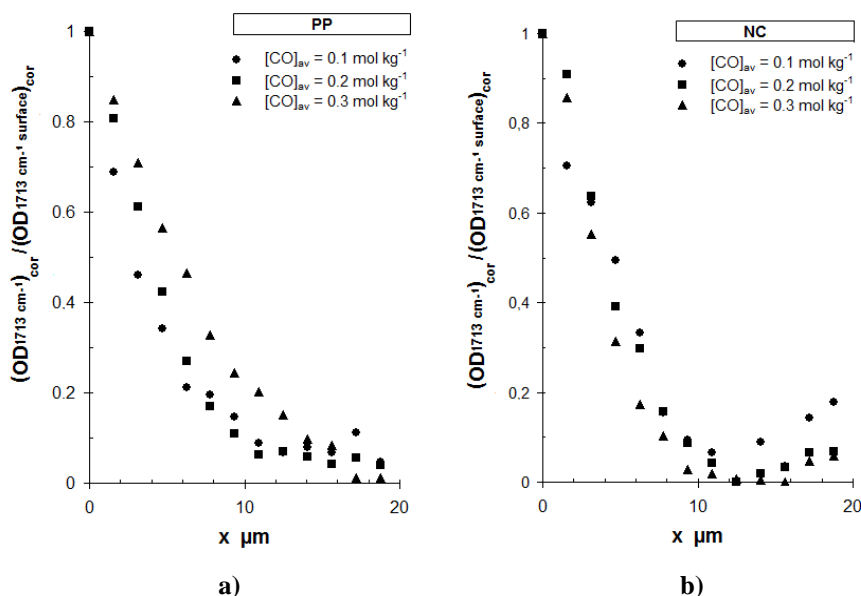 PP
[CO]av = 0.1 mol kg-1
[CO]av = 0.2 mol kg-1
[CO]av = 0.3 mol kg-1
(OD1713 cm-1)cor/(OD1713 cm-1 surface)cor
1
0.8
0.6
0.4
0.2
0
0
10
20
x µm
a)
NC
[CO]av = 0.1 mol kg-1
[CO]av = 0.2 mol kg-1
[CO]av = 0.3 mol kg-1
(OD1713 cm-1)cor/(OD1713 cm-1 surface)cor
1
0,8
0,6
0,4
0,2
0
0
10
20
x µm
b)